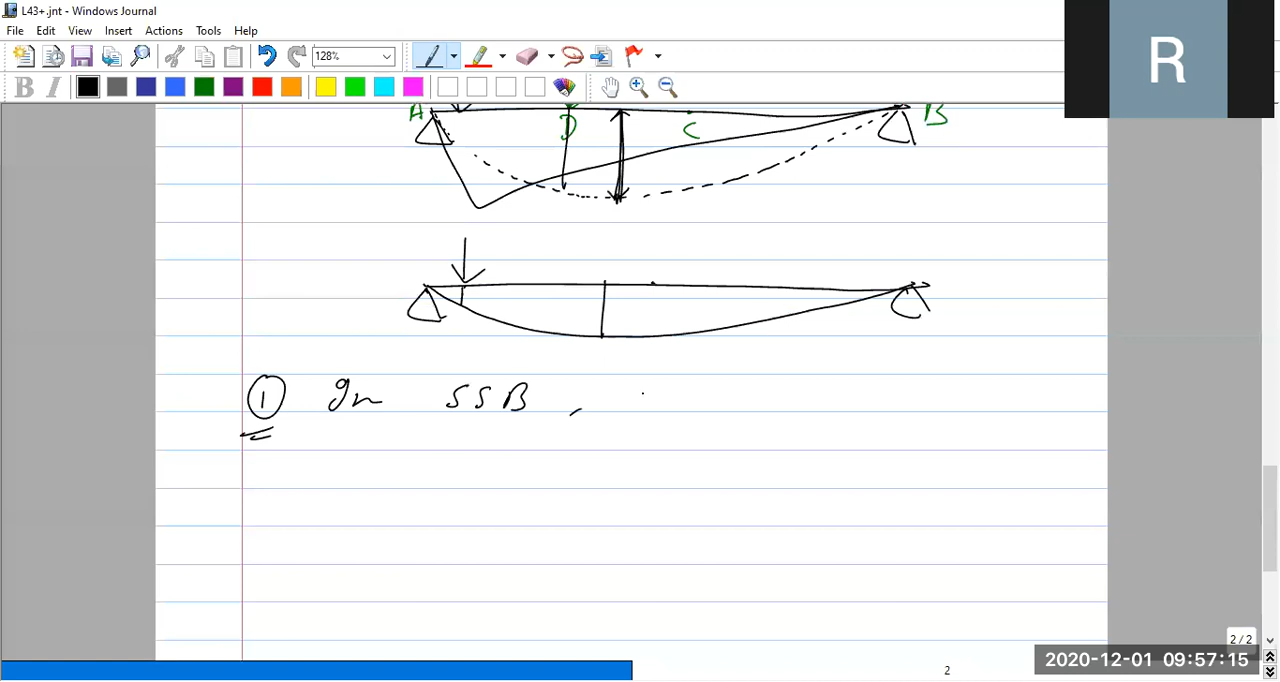 L43+.jnt - Windows Journal
File Edit View Insert Actions Tools Help
128%
B I
R
A D C B
① In SSB ,
2 / 2
2
2020-12-01 09:57:15